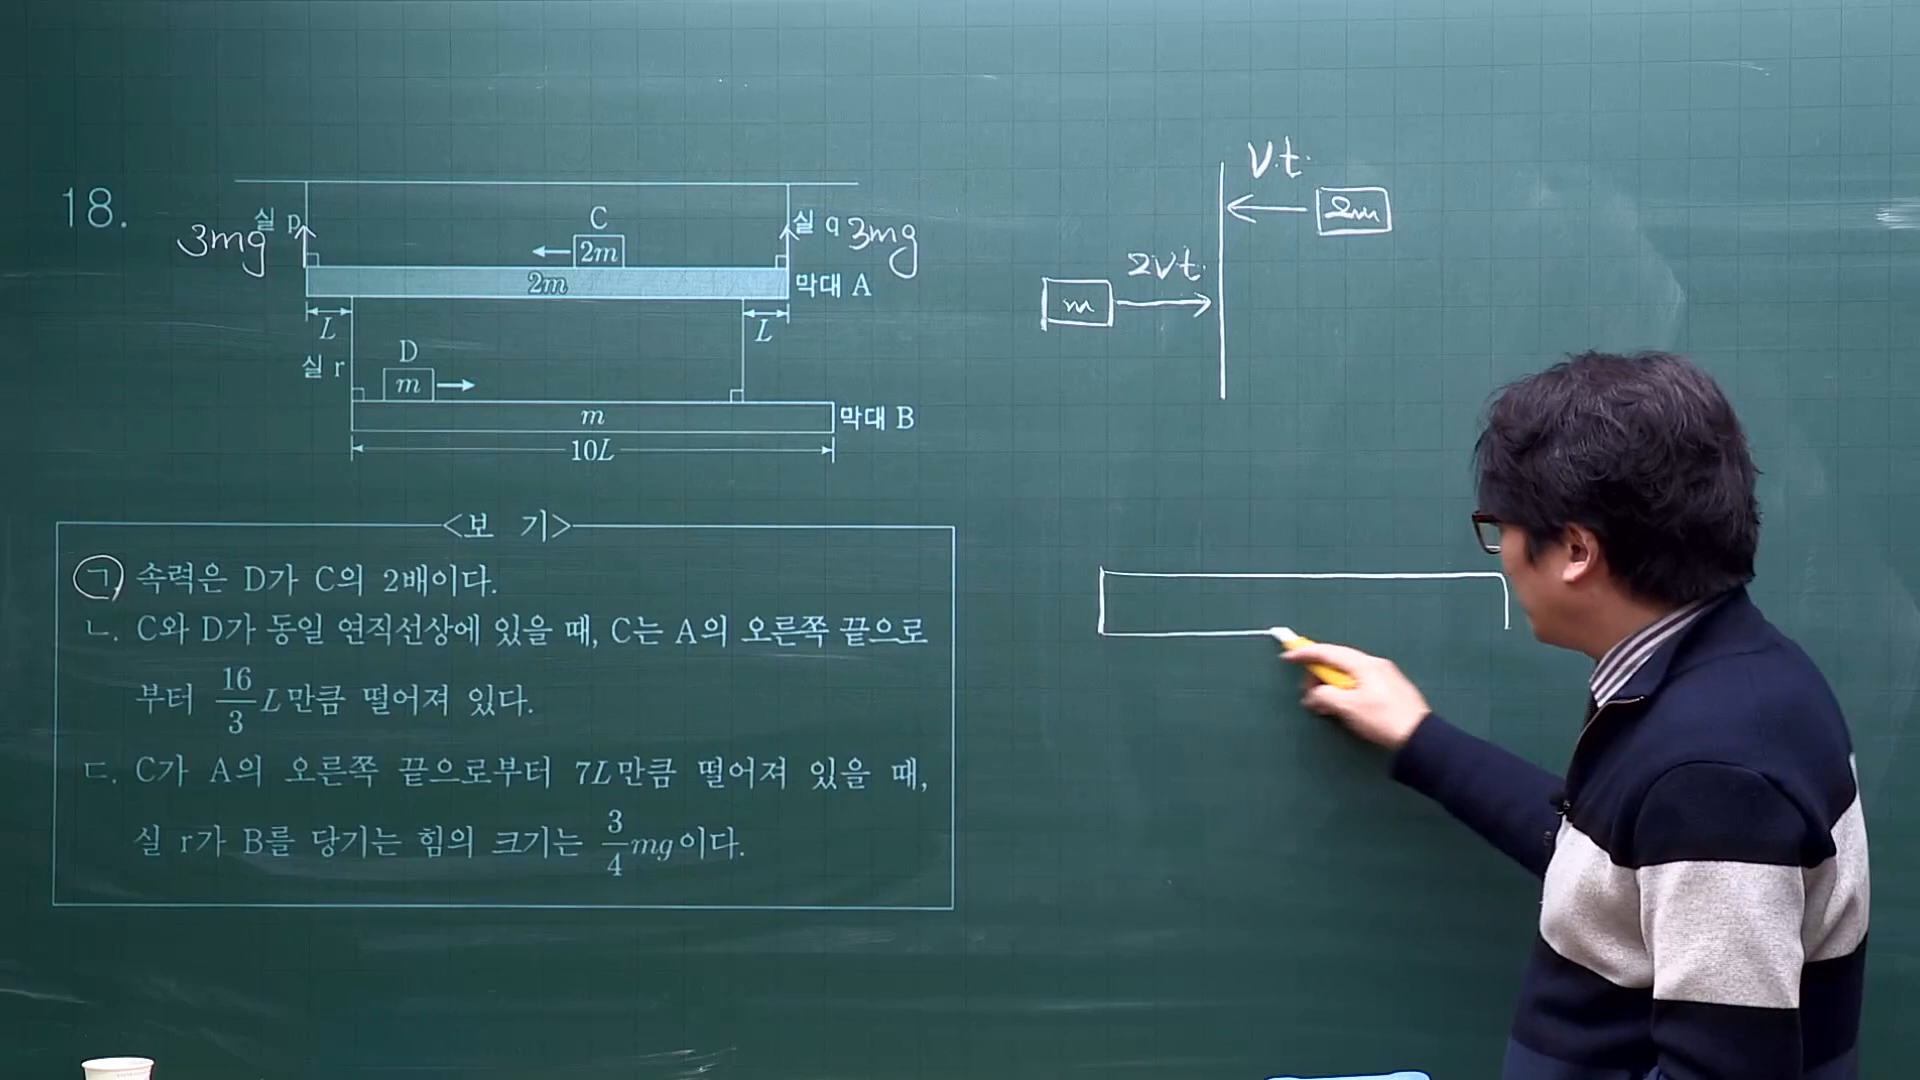 18.
실 p
3mg
C
2m
실 q 3mg
2m
막대 A
L
L
실 r
D
m
m
막대 B
10L
<보 기>
ㄱ. 속력은 D가 C의 2배이다.
ㄴ. C와 D가 동일 연직선상에 있을 때, C는 A의 오른쪽 끝으로
부터 16/3 L만큼 떨어져 있다.
ㄷ. C가 A의 오른쪽 끝으로부터 7L만큼 떨어져 있을 때,
실 r가 B를 당기는 힘의 크기는 3/4 mg이다.
Vt.
2m
2Vt.
m